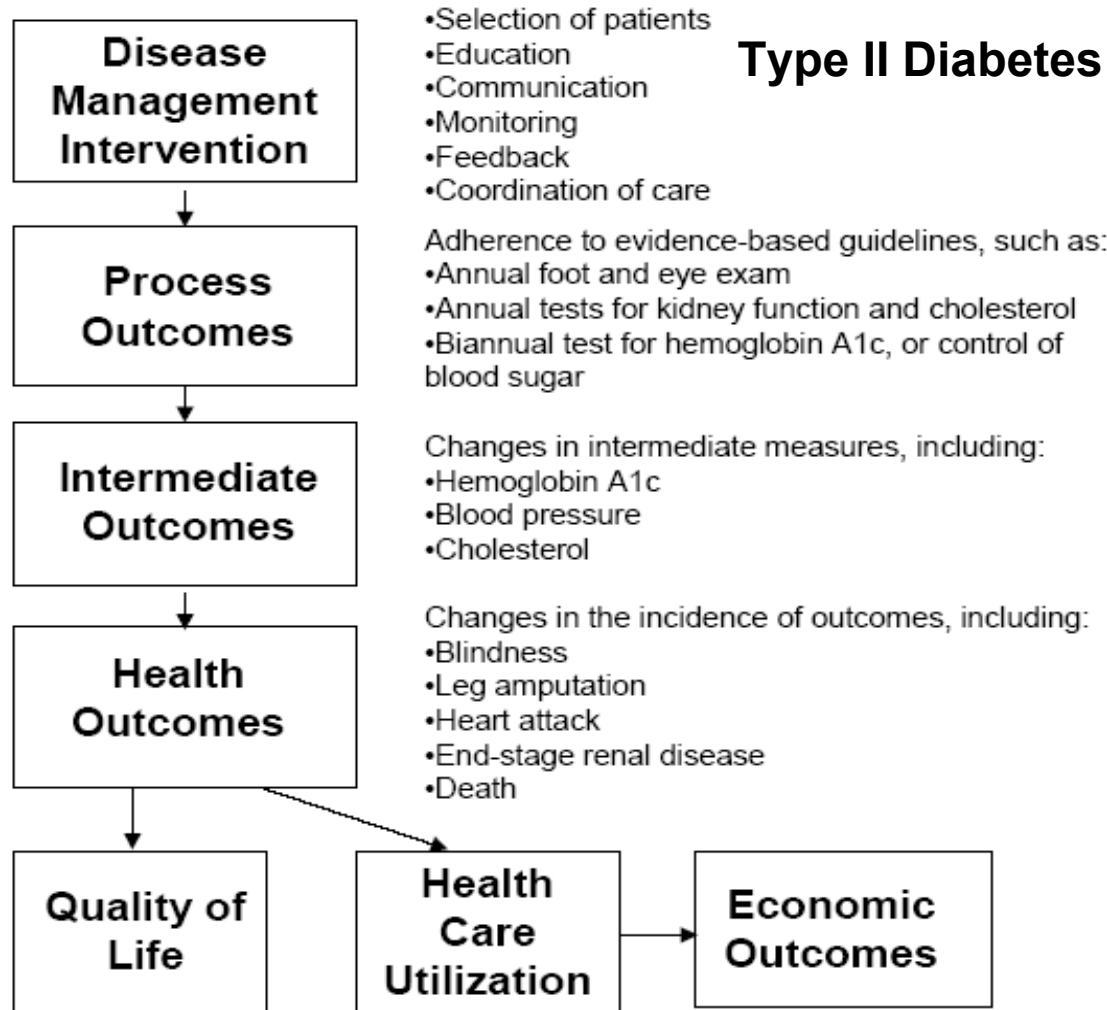 Type II Diabetes
Disease
Management
Intervention
•Selection of patients
•Education
•Communication
•Monitoring
•Feedback
•Coordination of care
Process
Outcomes
Adherence to evidence-based guidelines, such as:
•Annual foot and eye exam
•Annual tests for kidney function and cholesterol
•Biannual test for hemoglobin A1c, or control of
blood sugar
Intermediate
Outcomes
Changes in intermediate measures, including:
•Hemoglobin A1c
•Blood pressure
•Cholesterol
Health
Outcomes
Changes in the incidence of outcomes, including:
•Blindness
•Leg amputation
•Heart attack
•End-stage renal disease
•Death
Quality of
Life
Health
Care
Utilization
Economic
Outcomes